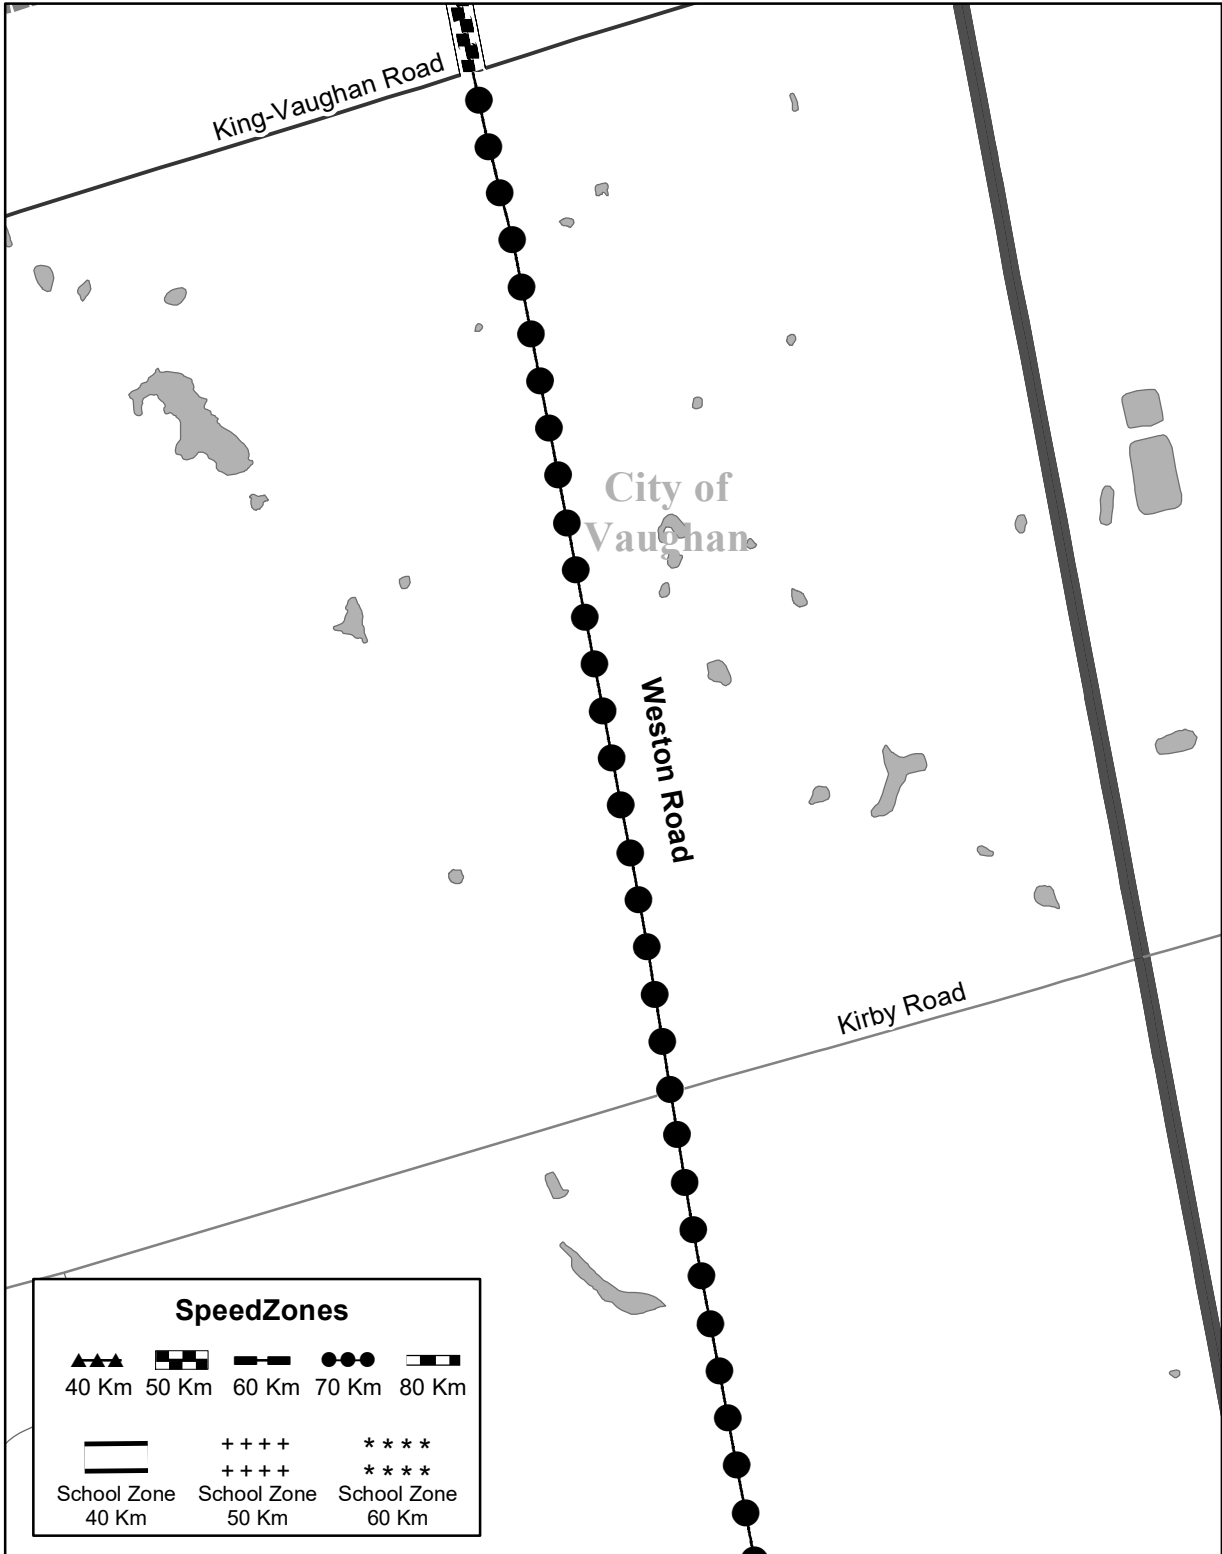 King-Vaughan Road
City of
Vaughan
Weston Road
Kirby Road
SpeedZones
40 Km 50 Km 60 Km 70 Km 80 Km
School Zone School Zone School Zone
40 Km 50 Km 60 Km